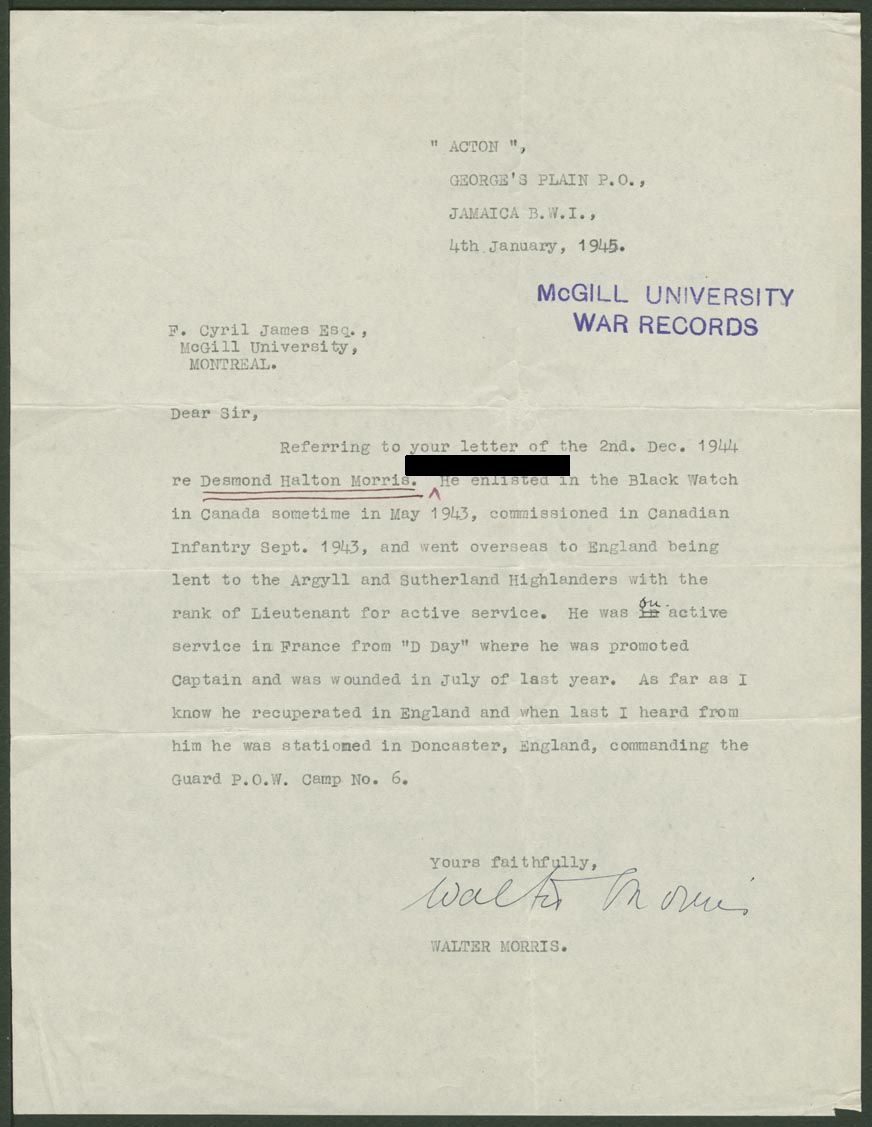 " ACTON ",
GEORGE'S PLAIN P.O.,
JAMAICA B.W.I.,
4th January, 1945.
McGILL UNIVERSITY
WAR RECORDS
F. Cyril James Esq.,
McGill University,
MONTREAL.
Dear Sir,
Referring to your letter of the 2nd. Dec. 1944
re Desmond Halton Morris. ^ He enlisted in the Black Watch
in Canada sometime in May 1943, commissioned in Canadian
Infantry Sept. 1943, and went overseas to England being
lent to the Argyll and Sutherland Highlanders with the
rank of Lieutenant for active service. He was on active
service in France from "D Day" where he was promoted
Captain and was wounded in July of last year. As far as I
know he recuperated in England and when last I heard from
him he was stationed in Doncaster, England, commanding the
Guard P.O.W. Camp No. 6.
Yours faithfully,
Walter Morris
WALTER MORRIS.